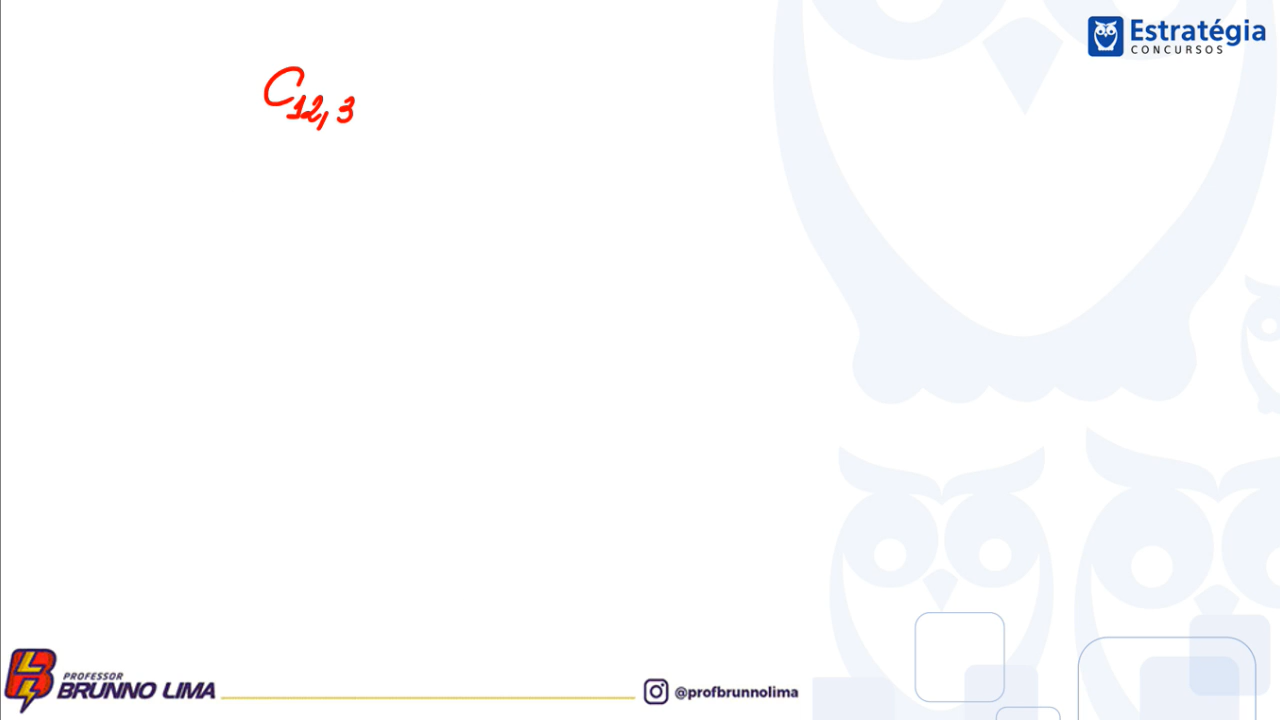 Estratégia
CONCURSOS
C12, 3
PROFESSOR
BRUNNO LIMA
@profbrunnolima